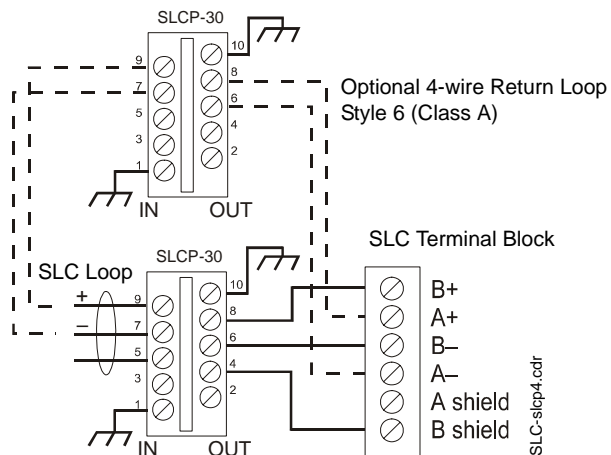 SLCP-30
9
7
5
3
1
10
8
6
4
2
IN OUT
Optional 4-wire Return Loop
Style 6 (Class A)
SLC Loop
+
–
SLCP-30
9
7
5
3
1
10
8
6
4
2
IN OUT
SLC Terminal Block
B+
A+
B–
A–
A shield
B shield
SLC-slcp4.cdr